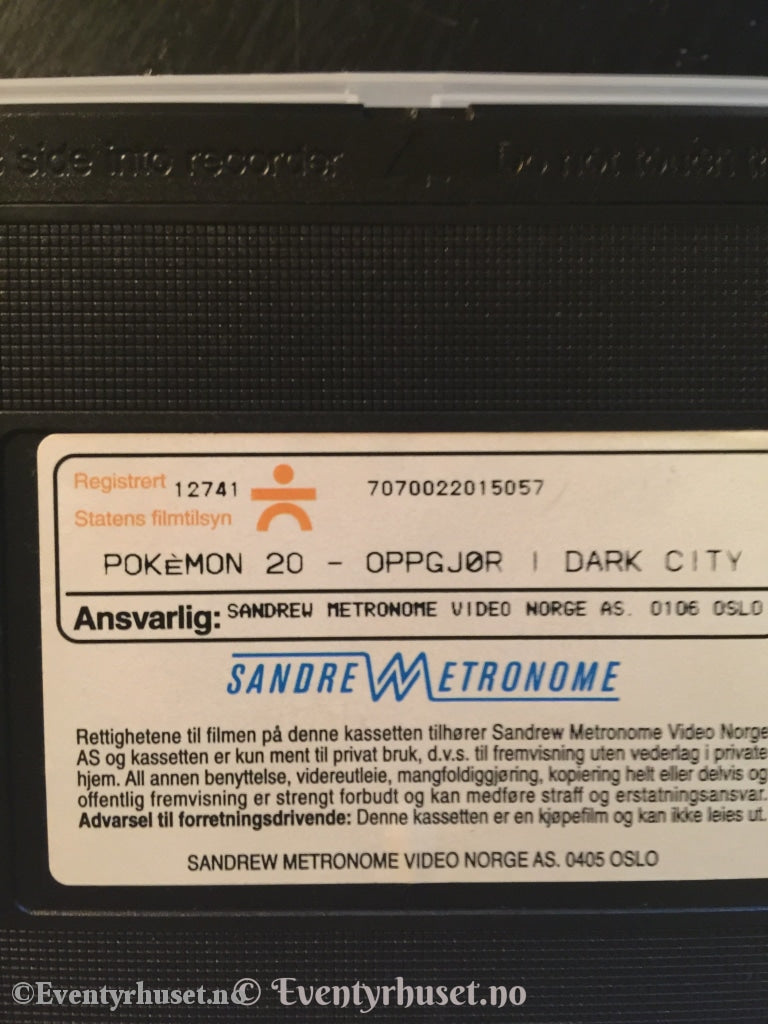 side into recorder Do not touch
Registrert 12741 7070022015057
Statens filmtilsyn
POKÈMON 20 - OPPGJØR I DARK CITY
Ansvarlig: SANDREW METRONOME VIDEO NORGE AS. 0106 OSLO
SANDREW METRONOME
Rettighetene til filmen på denne kassetten tilhører Sandrew Metronome Video Norge
AS og kassetten er kun ment til privat bruk, d.v.s. til fremvisning uten vederlag i private
hjem. All annen benyttelse, videreutleie, mangfoldiggjøring, kopiering helt eller delvis og
offentlig fremvisning er strengt forbudt og kan medføre straff og erstatningsansvar.
Advarsel til forretningsdrivende: Denne kassetten er en kjøpefilm og kan ikke leies ut.
SANDREW METRONOME VIDEO NORGE AS. 0405 OSLO
©Eventyrhuset.no © Eventyrhuset.no